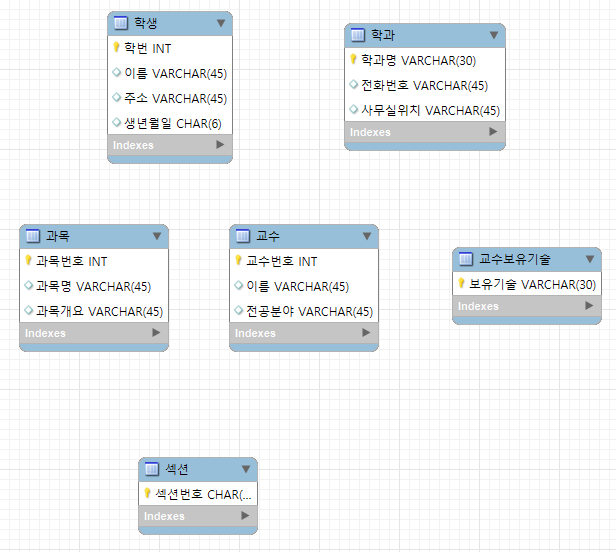 학생
학번 INT
이름 VARCHAR(45)
주소 VARCHAR(45)
생년월일 CHAR(6)
Indexes
학과
학과명 VARCHAR(30)
전화번호 VARCHAR(45)
사무실위치 VARCHAR(45)
Indexes
과목
과목번호 INT
과목명 VARCHAR(45)
과목개요 VARCHAR(45)
Indexes
교수
교수번호 INT
이름 VARCHAR(45)
전공분야 VARCHAR(45)
Indexes
교수보유기술
보유기술 VARCHAR(30)
Indexes
섹션
섹션번호 CHAR(...
Indexes